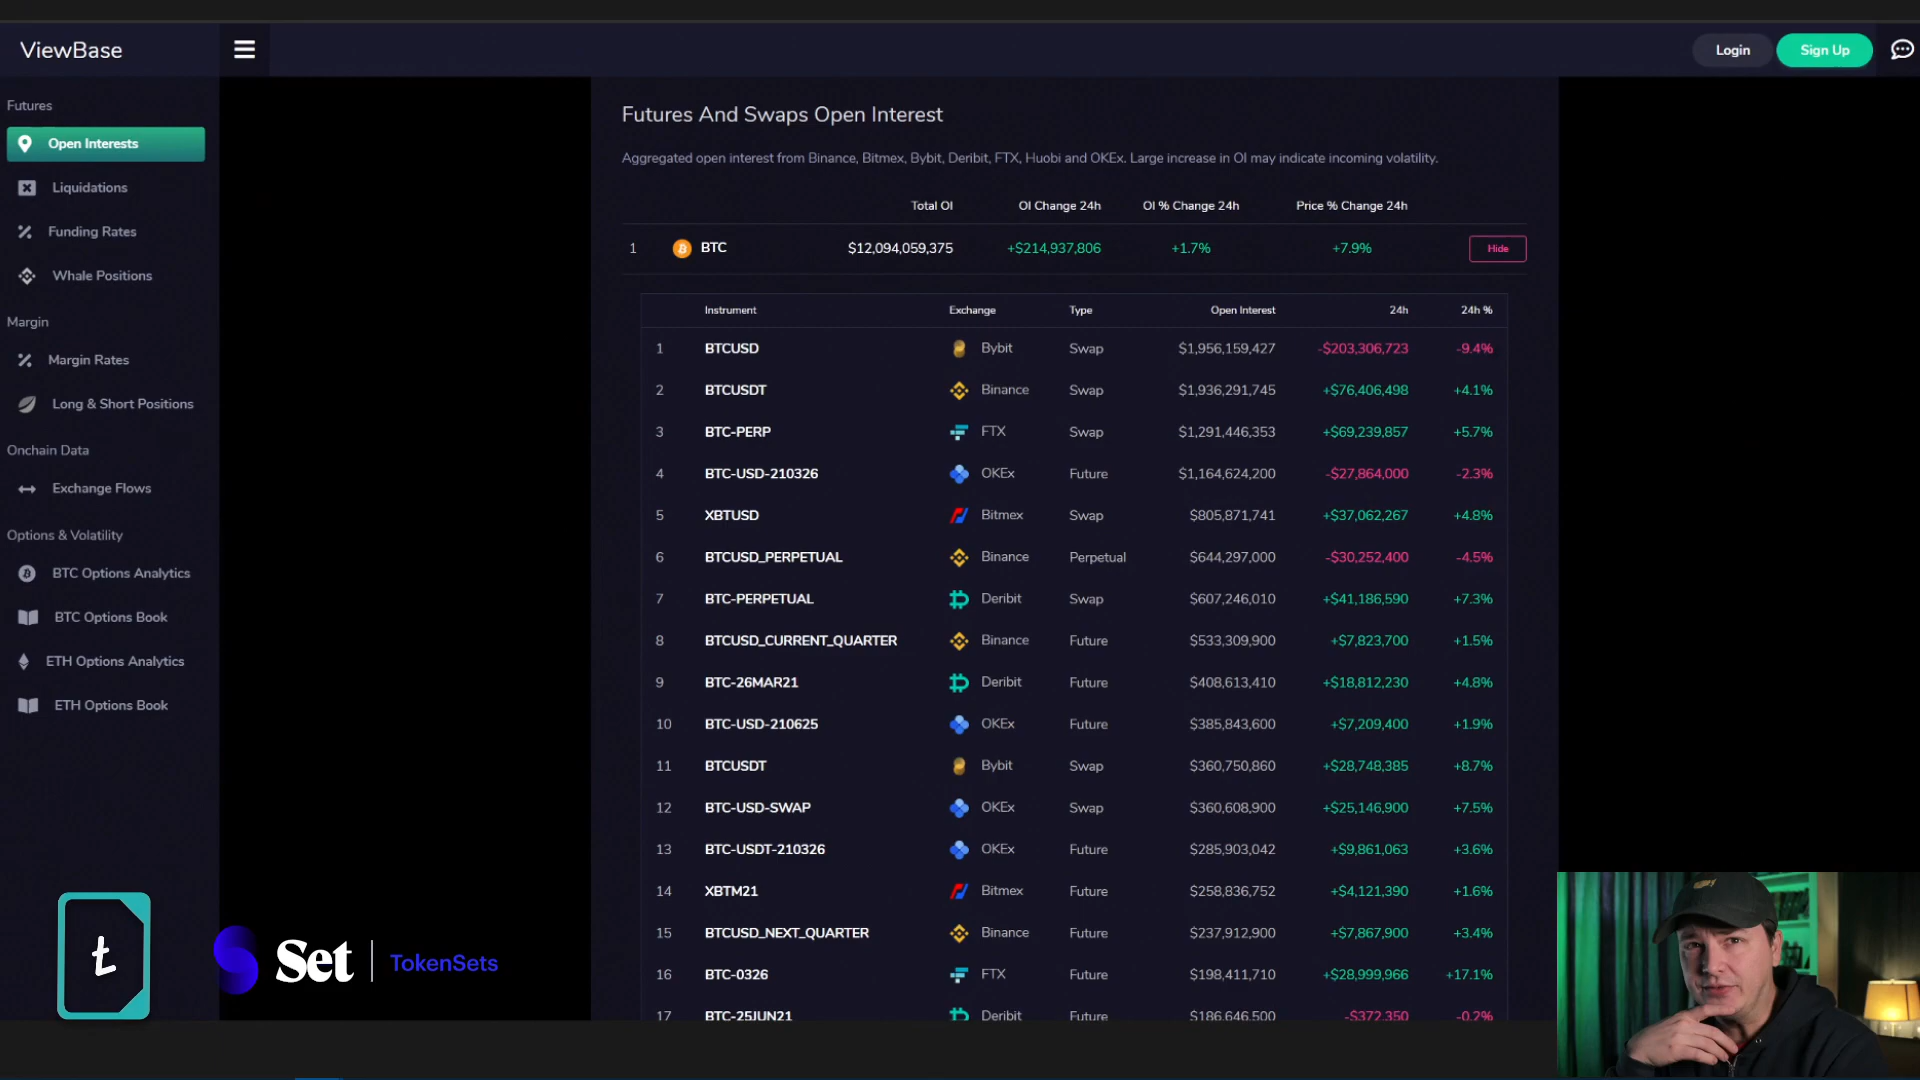 ViewBase
Login
Sign Up
Futures
Open Interests
Liquidations
Funding Rates
Whale Positions
Margin
Margin Rates
Long & Short Positions
Onchain Data
Exchange Flows
Options & Volatility
BTC Options Analytics
BTC Options Book
ETH Options Analytics
ETH Options Book
Futures And Swaps Open Interest
Aggregated open interest from Binance, Bitmex, Bybit, Deribit, FTX, Huobi and OKEx. Large increase in OI may indicate incoming volatility.
Total OI OI Change 24h OI % Change 24h Price % Change 24h
1 BTC $12,094,059,375 +$214,937,806 +1.7% +7.9% Hide
Instrument Exchange Type Open Interest 24h 24h %
1 BTCUSD Bybit Swap $1,956,159,427 -$203,306,723 -9.4%
2 BTCUSDT Binance Swap $1,936,291,745 +$76,406,498 +4.1%
3 BTC-PERP FTX Swap $1,291,446,353 +$69,239,857 +5.7%
4 BTC-USD-210326 OKEx Future $1,164,624,200 -$27,864,000 -2.3%
5 XBTUSD Bitmex Swap $805,871,741 +$37,062,267 +4.8%
6 BTCUSD_PERPETUAL Binance Perpetual $644,297,000 -$30,252,400 -4.5%
7 BTC-PERPETUAL Deribit Swap $607,246,010 +$41,186,590 +7.3%
8 BTCUSD_CURRENT_QUARTER Binance Future $533,309,900 +$7,823,700 +1.5%
9 BTC-26MAR21 Deribit Future $408,613,410 +$18,812,230 +4.8%
10 BTC-USD-210625 OKEx Future $385,843,600 +$7,209,400 +1.9%
11 BTCUSDT Bybit Swap $360,750,860 +$28,748,385 +8.7%
12 BTC-USD-SWAP OKEx Swap $360,608,900 +$25,146,900 +7.5%
13 BTC-USDT-210326 OKEx Future $285,903,042 +$9,861,063 +3.6%
14 XBTM21 Bitmex Future $258,836,752 +$4,121,390 +1.6%
15 BTCUSD_NEXT_QUARTER Binance Future $237,912,900 +$7,867,900 +3.4%
16 BTC-0326 FTX Future $198,411,710 +$28,999,966 +17.1%
17 BTC-25JUN21 Deribit Future $186,646,500 -$372,350 -0.2%
Set | TokenSets